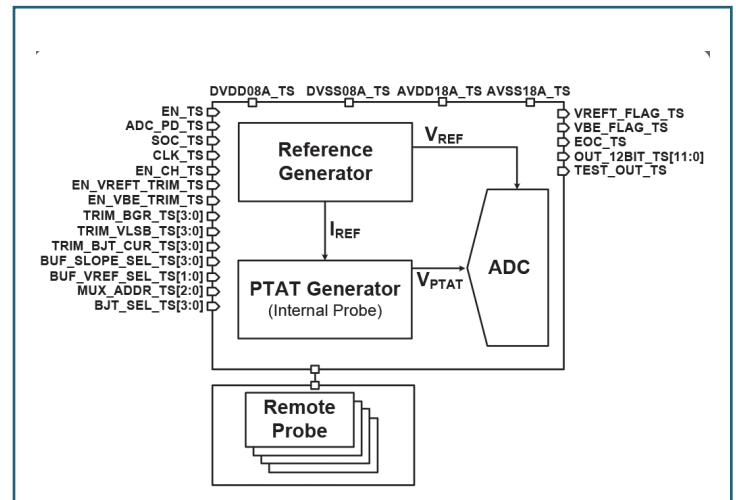 DVDD08A_TS DVSS08A_TS AVDD18A_TS AVSS18A_TS
EN_TS
ADC_PD_TS
SOC_TS
CLK_TS
EN_CH_TS
EN_VREFT_TRIM_TS
EN_VBE_TRIM_TS
TRIM_BGR_TS[3:0]
TRIM_VLSB_TS[3:0]
TRIM_BJT_CUR_TS[3:0]
BUF_SLOPE_SEL_TS[3:0]
BUF_VREF_SEL_TS[1:0]
MUX_ADDR_TS[2:0]
BJT_SEL_TS[3:0]
Reference
Generator
VREF
IREF
PTAT Generator
(Internal Probe)
VPTAT
ADC
VREFT_FLAG_TS
VBE_FLAG_TS
EOC_TS
OUT_12BIT_TS[11:0]
TEST_OUT_TS
Remote
Probe